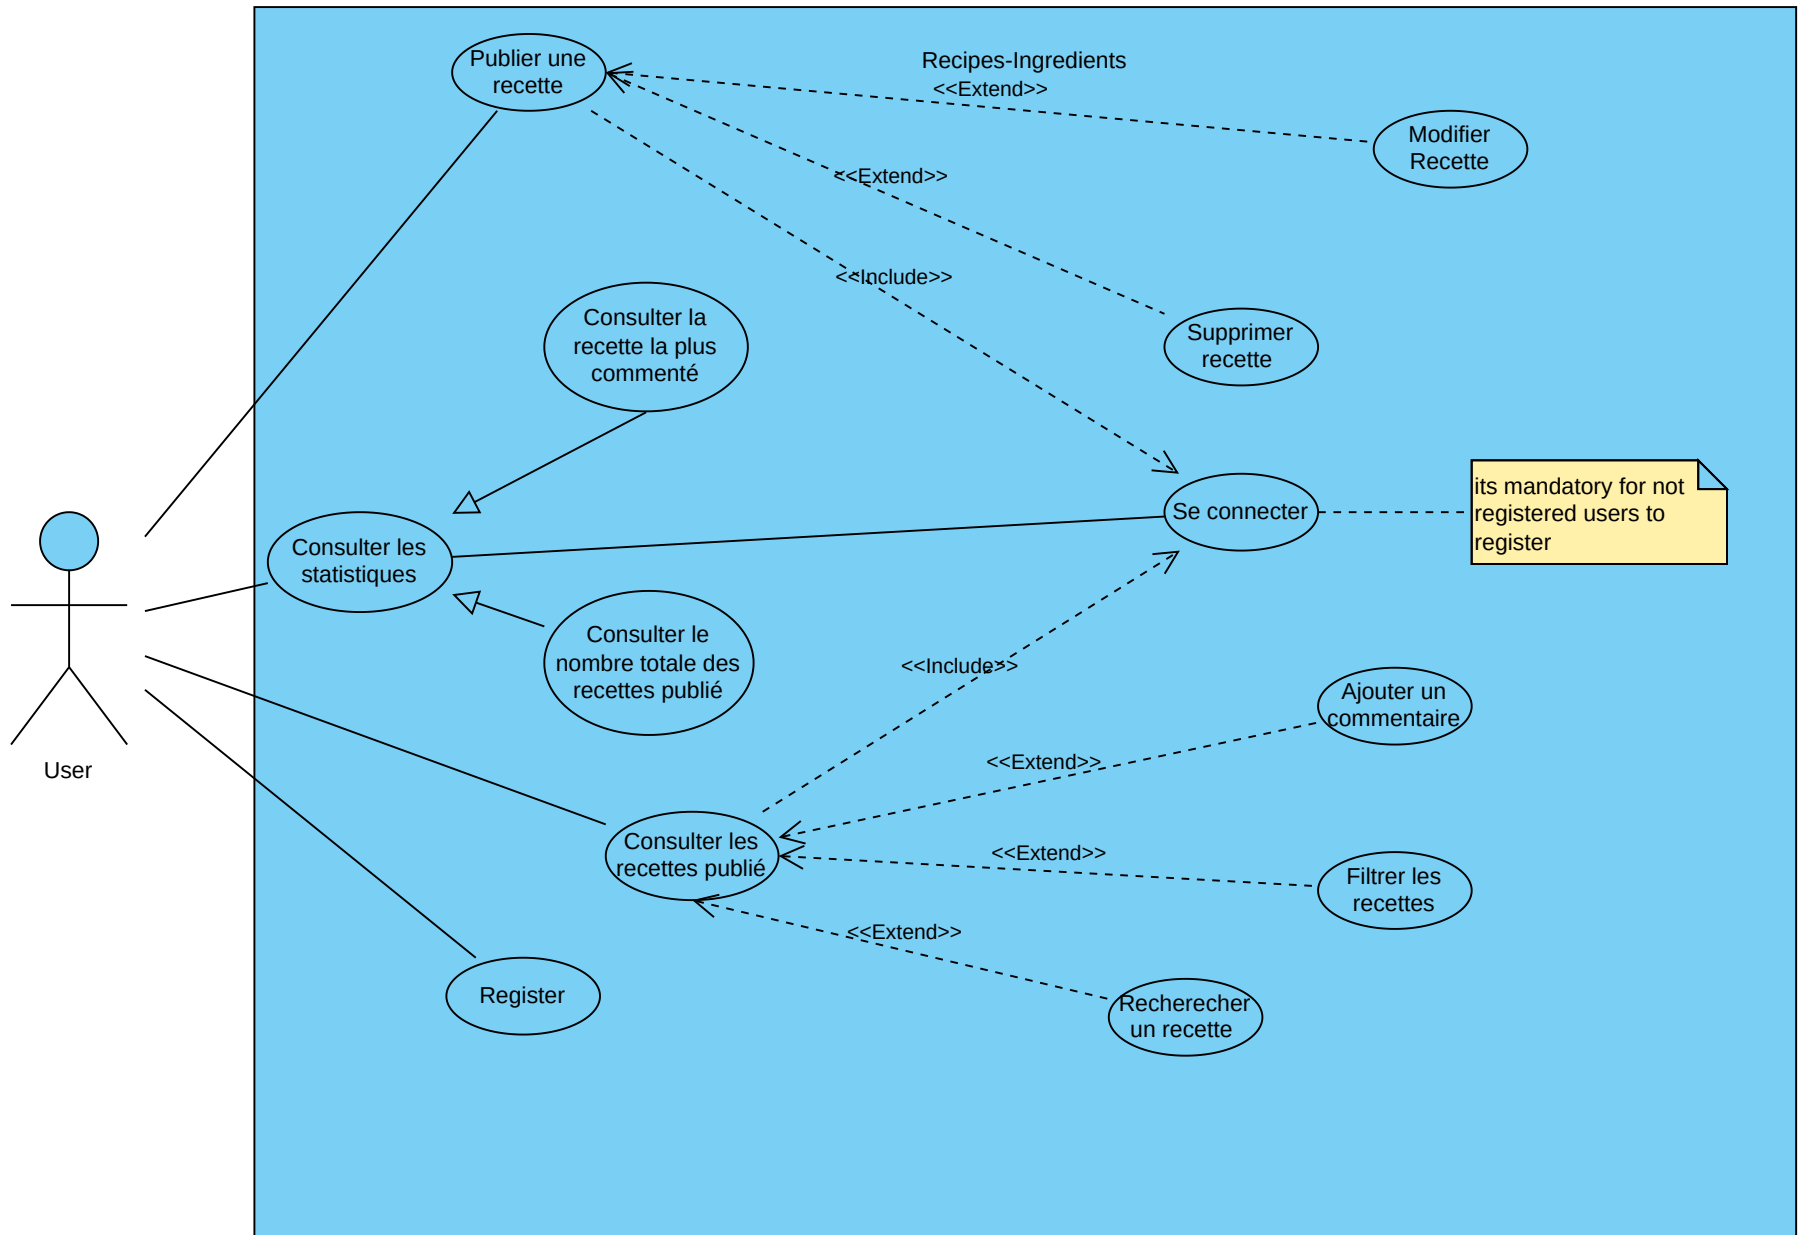 Publier une
recette
Recipes-Ingredients
<<Extend>>
Modifier
Recette
<<Extend>>
<<Include>>
Supprimer
recette
Consulter la
recette la plus
commenté
Se connecter
its mandatory for not
registered users to
register
Consulter les
statistiques
Consulter le
nombre totale des
recettes publié
<<Include>>
User
Ajouter un
commentaire
<<Extend>>
Consulter les
recettes publié
<<Extend>>
Filtrer les
recettes
<<Extend>>
Register
Recherecher
un recette